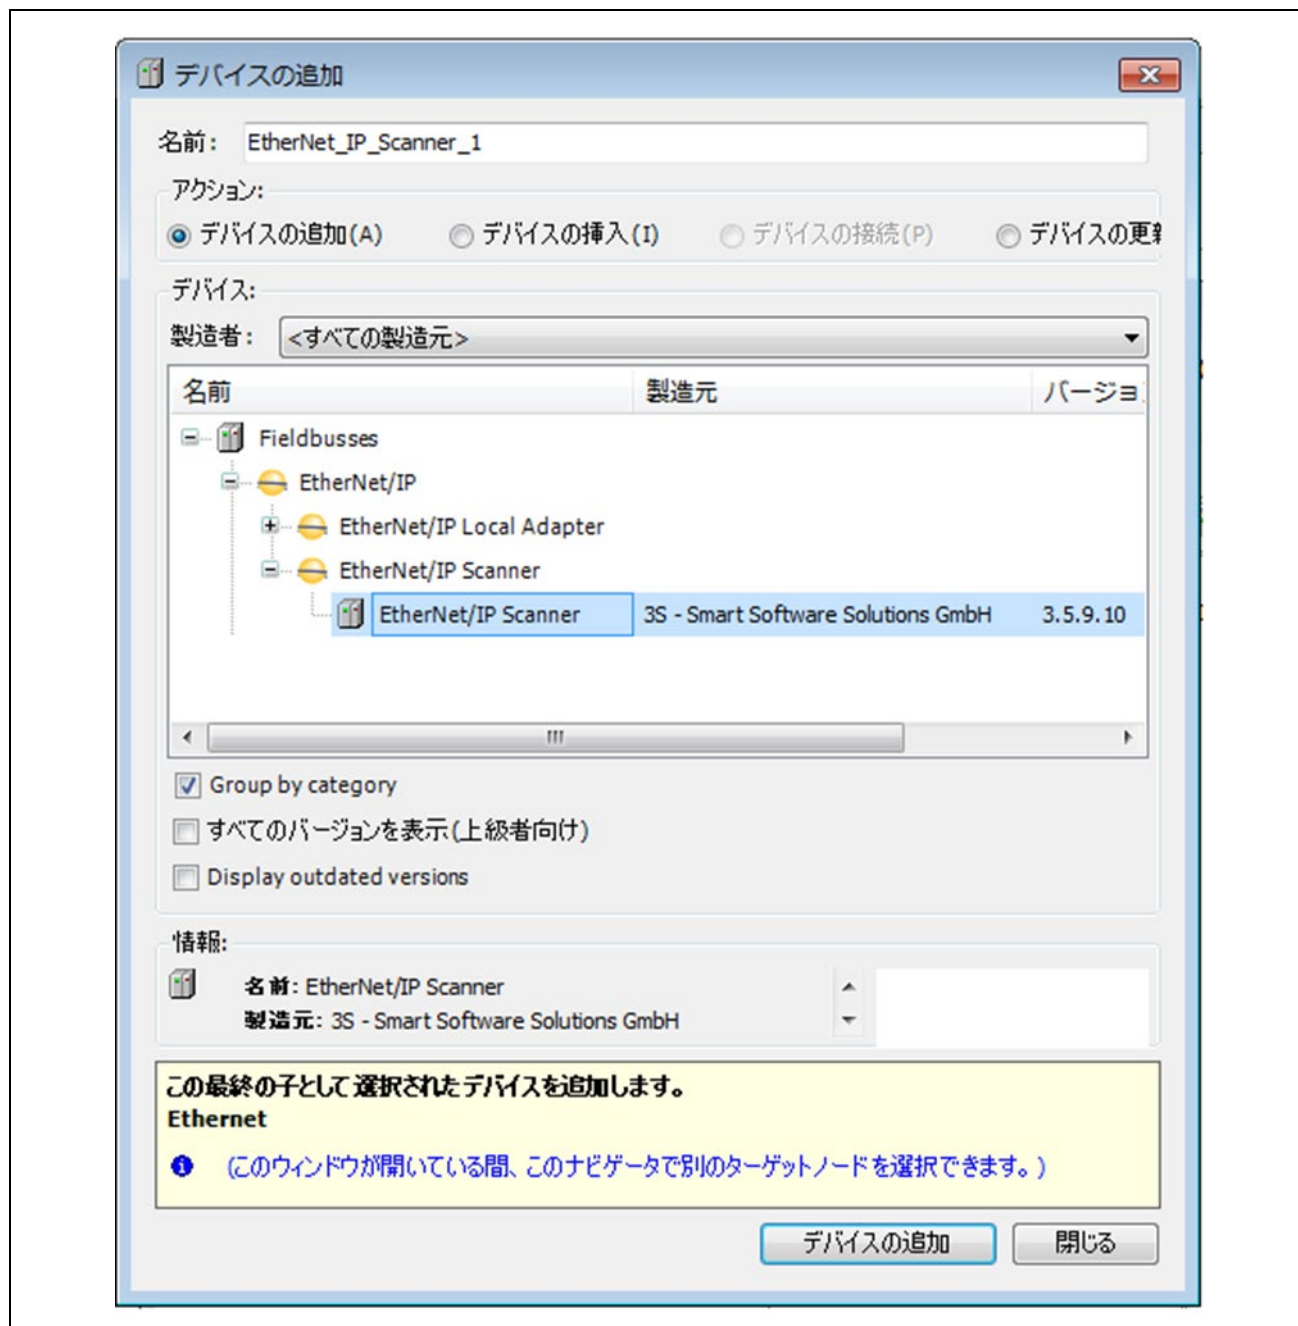 デバイスの追加
名前: EtherNet_IP_Scanner_1
アクション:
デバイスの追加(A) デバイスの挿入(I) デバイスの接続(P) デバイスの更
デバイス:
製造者: <すべての製造元>
名前 製造元 バージョ
Fieldbusses
EtherNet/IP
EtherNet/IP Local Adapter
EtherNet/IP Scanner
EtherNet/IP Scanner 3S - Smart Software Solutions GmbH 3.5.9.10
Group by category
すべてのバージョンを表示(上級者向け)
Display outdated versions
情報:
名前: EtherNet/IP Scanner
製造元: 3S - Smart Software Solutions GmbH
この最終の子として選択されたデバイスを追加します。
Ethernet
(このウィンドウが開いている間、このナビゲータで別のターゲットノードを選択できます。)
デバイスの追加 閉じる